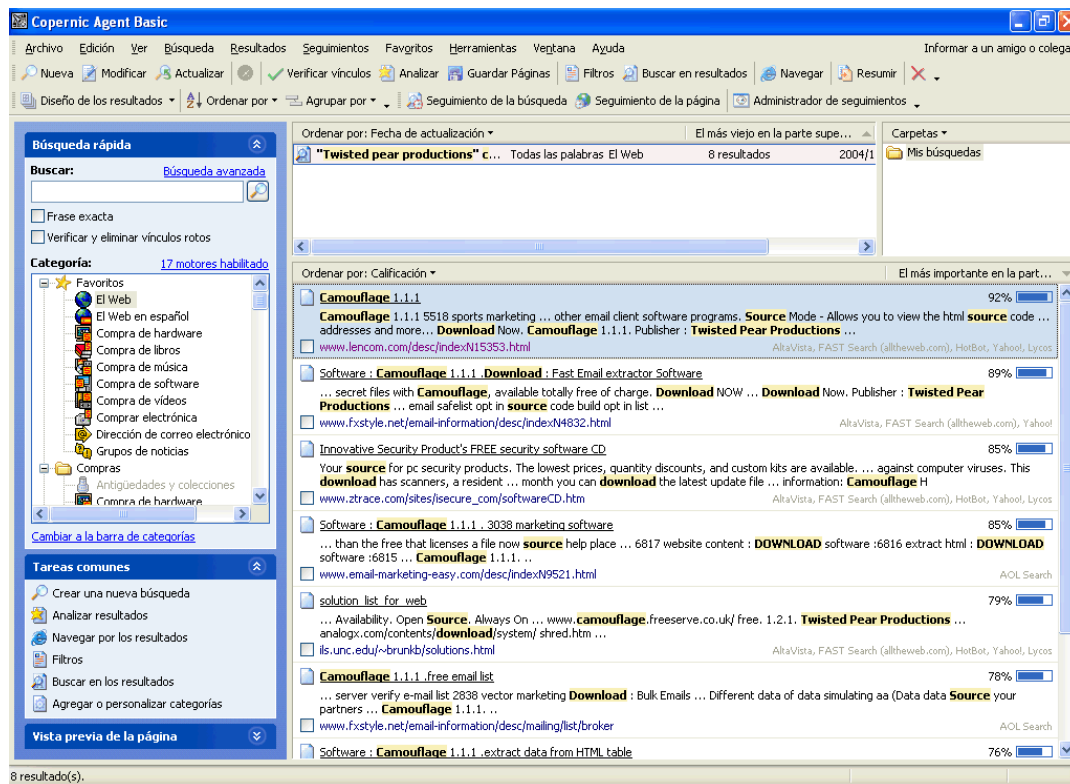 Copernic Agent Basic
Archivo Edición Ver Búsqueda Resultados Seguimientos Favoritos Herramientas Ventana Ayuda Informar a un amigo o colega
Nueva Modificar Actualizar Verificar vínculos Analizar Guardar Páginas Filtros Buscar en resultados Navegar Resumir
Diseño de los resultados Ordenar por Agrupar por Seguimiento de la búsqueda Seguimiento de la página Administrador de seguimientos
Búsqueda rápida
Buscar: Búsqueda avanzada
Frase exacta
Verificar y eliminar vínculos rotos
Categoría: 17 motores habilitado
Favoritos
El Web
El Web en español
Compra de hardware
Compra de libros
Compra de música
Compra de software
Compra de vídeos
Comprar electrónica
Dirección de correo electrónico
Grupos de noticias
Compras
Antigüedades y colecciones
Compra de hardware
Cambiar a la barra de categorías
Tareas comunes
Crear una nueva búsqueda
Analizar resultados
Navegar por los resultados
Filtros
Buscar en los resultados
Agregar o personalizar categorías
Vista previa de la página
Ordenar por: Fecha de actualización El más viejo en la parte supe...
"Twisted pear productions" c... Todas las palabras El Web 8 resultados 2004/1
Carpetas
Mis búsquedas
Ordenar por: Calificación El más importante en la part...
Camouflage 1.1.1 92%
Camouflage 1.1.1 5518 sports marketing ... other email client software programs. Source Mode - Allows you to view the html source code ...
addresses and more... Download Now. Camouflage 1.1.1. Publisher : Twisted Pear Productions ...
www.lencom.com/desc/indexN15353.html AltaVista, FAST Search (alltheweb.com), HotBot, Yahoo!, Lycos
Software : Camouflage 1.1.1 .Download : Fast Email extractor Software 89%
... secret files with Camouflage, available totally free of charge. Download NOW ... Download Now. Publisher : Twisted Pear
Productions ... email safelist opt in source code build opt in list ...
www.fxstyle.net/email-information/desc/indexN4832.html AltaVista, FAST Search (alltheweb.com), Yahoo!
Innovative Security Product's FREE security software CD 85%
Your source for pc security products. The lowest prices, quantity discounts, and custom kits are available. ... against computer viruses. This
download has scanners, a resident ... month you can download the latest update file ... information: Camouflage H
www.ztrace.com/sites/isecure_com/softwareCD.htm AltaVista, FAST Search (alltheweb.com), HotBot, Yahoo!, Lycos
Software : Camouflage 1.1.1 . 3038 marketing software 85%
... than the free that licenses a file now source help place ... 6817 website content : DOWNLOAD software :6816 extract html : DOWNLOAD
software :6815 ... Camouflage 1.1.1. ..
www.email-marketing-easy.com/desc/indexN9521.html AOL Search
solution_list_for_web 79%
... Availability. Open Source. Always On ... www.camouflage.freeserve.co.uk/ free. 1.2.1. Twisted Pear Productions ...
analogx.com/contents/download/system/ shred.htm ...
ils.unc.edu/~brunkb/solutions.html AltaVista, FAST Search (alltheweb.com), HotBot, Yahoo!, Lycos
Camouflage 1.1.1 .free email list 78%
... server verify e-mail list 2838 vector marketing Download : Bulk Emails ... Different data of data simulating aa (Data data Source your
partners ... Camouflage 1.1.1. ..
www.fxstyle.net/email-information/desc/mailing/list/broker AOL Search
Software : Camouflage 1.1.1 .extract data from HTML table 76%
8 resultado(s).